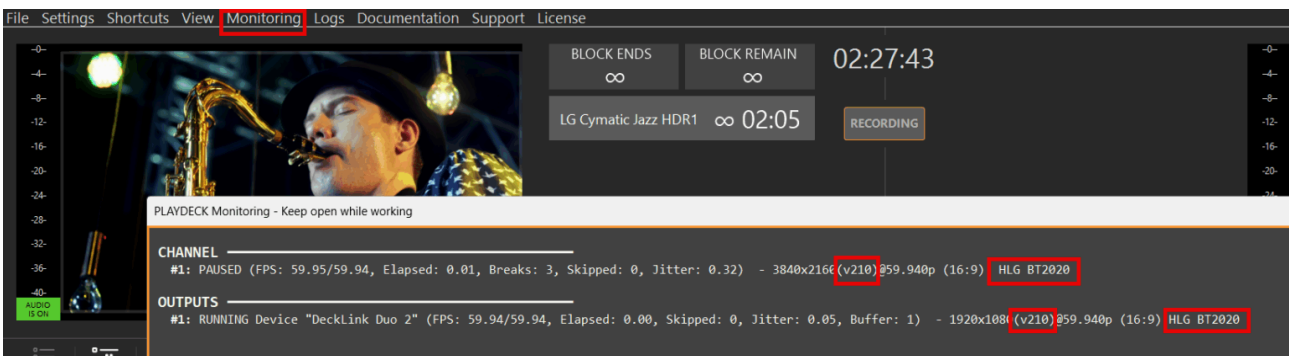 File Settings Shortcuts View Monitoring Logs Documentation Support License
-0-
-4-
-8-
-12-
-16-
-20-
-24-
-28-
-32-
-36-
-40-
AUDIO
IS ON
BLOCK ENDS
∞
BLOCK REMAIN
∞
02:27:43
LG Cymatic Jazz HDR1 ∞ 02:05
RECORDING
-0-
-4-
-8-
-12-
-16-
-20-
-24-
PLAYDECK Monitoring - Keep open while working
CHANNEL
#1: PAUSED (FPS: 59.95/59.94, Elapsed: 0.01, Breaks: 3, Skipped: 0, Jitter: 0.32) - 3840x2160(v210)@59.940p (16:9) HLG BT2020
OUTPUTS
#1: RUNNING Device "DeckLink Duo 2" (FPS: 59.94/59.94, Elapsed: 0.00, Skipped: 0, Jitter: 0.05, Buffer: 1) - 1920x1080(v210)@59.940p (16:9) HLG BT2020